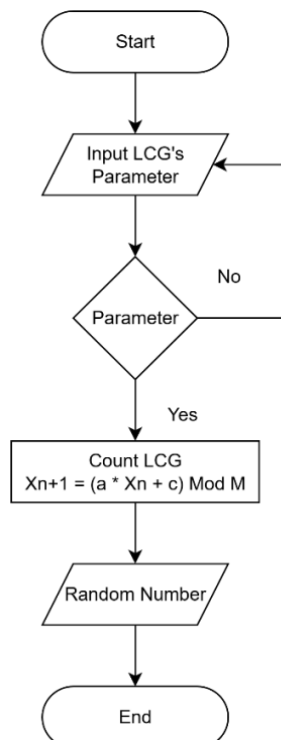 Start
Input LCG's
Parameter
No
Parameter
Yes
Count LCG
Xn+1 = (a * Xn + c) Mod M
Random Number
End